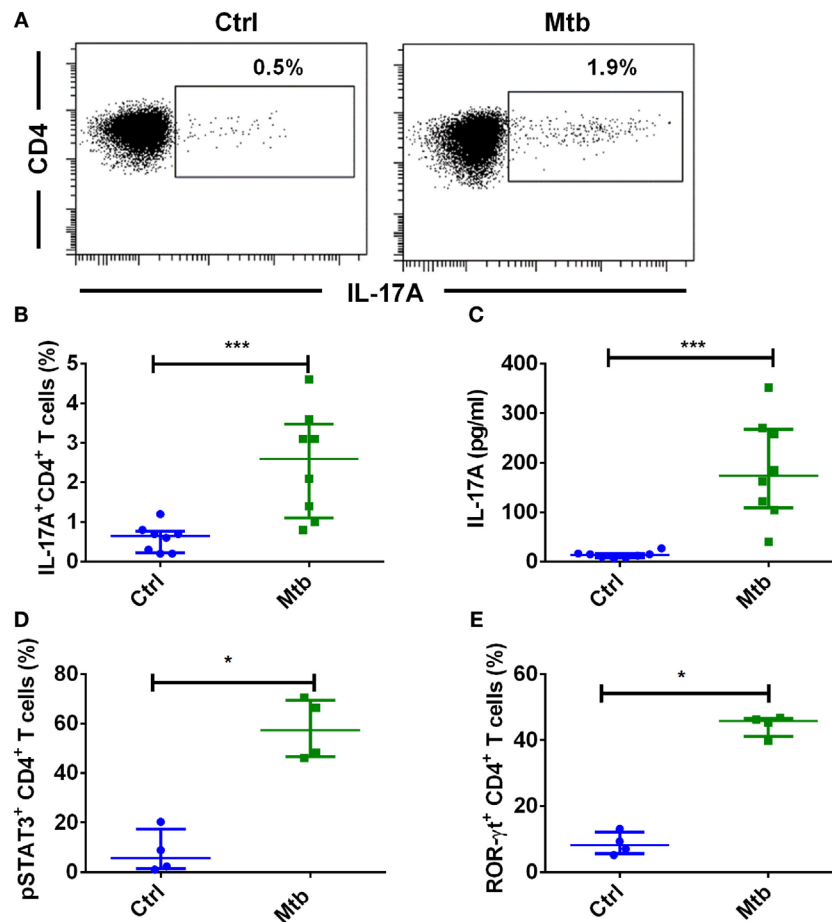 A
Ctrl
Mtb
0.5%
1.9%
CD4
IL-17A
B
***
IL-17A⁺CD4⁺ T cells (%)
5
4
3
2
1
0
Ctrl
Mtb
C
***
IL-17A (pg/ml)
400
300
200
100
0
Ctrl
Mtb
D
*
pSTAT3⁺ CD4⁺ T cells (%)
80
60
40
20
0
Ctrl
Mtb
E
*
ROR-γt⁺ CD4⁺ T cells (%)
60
40
20
0
Ctrl
Mtb